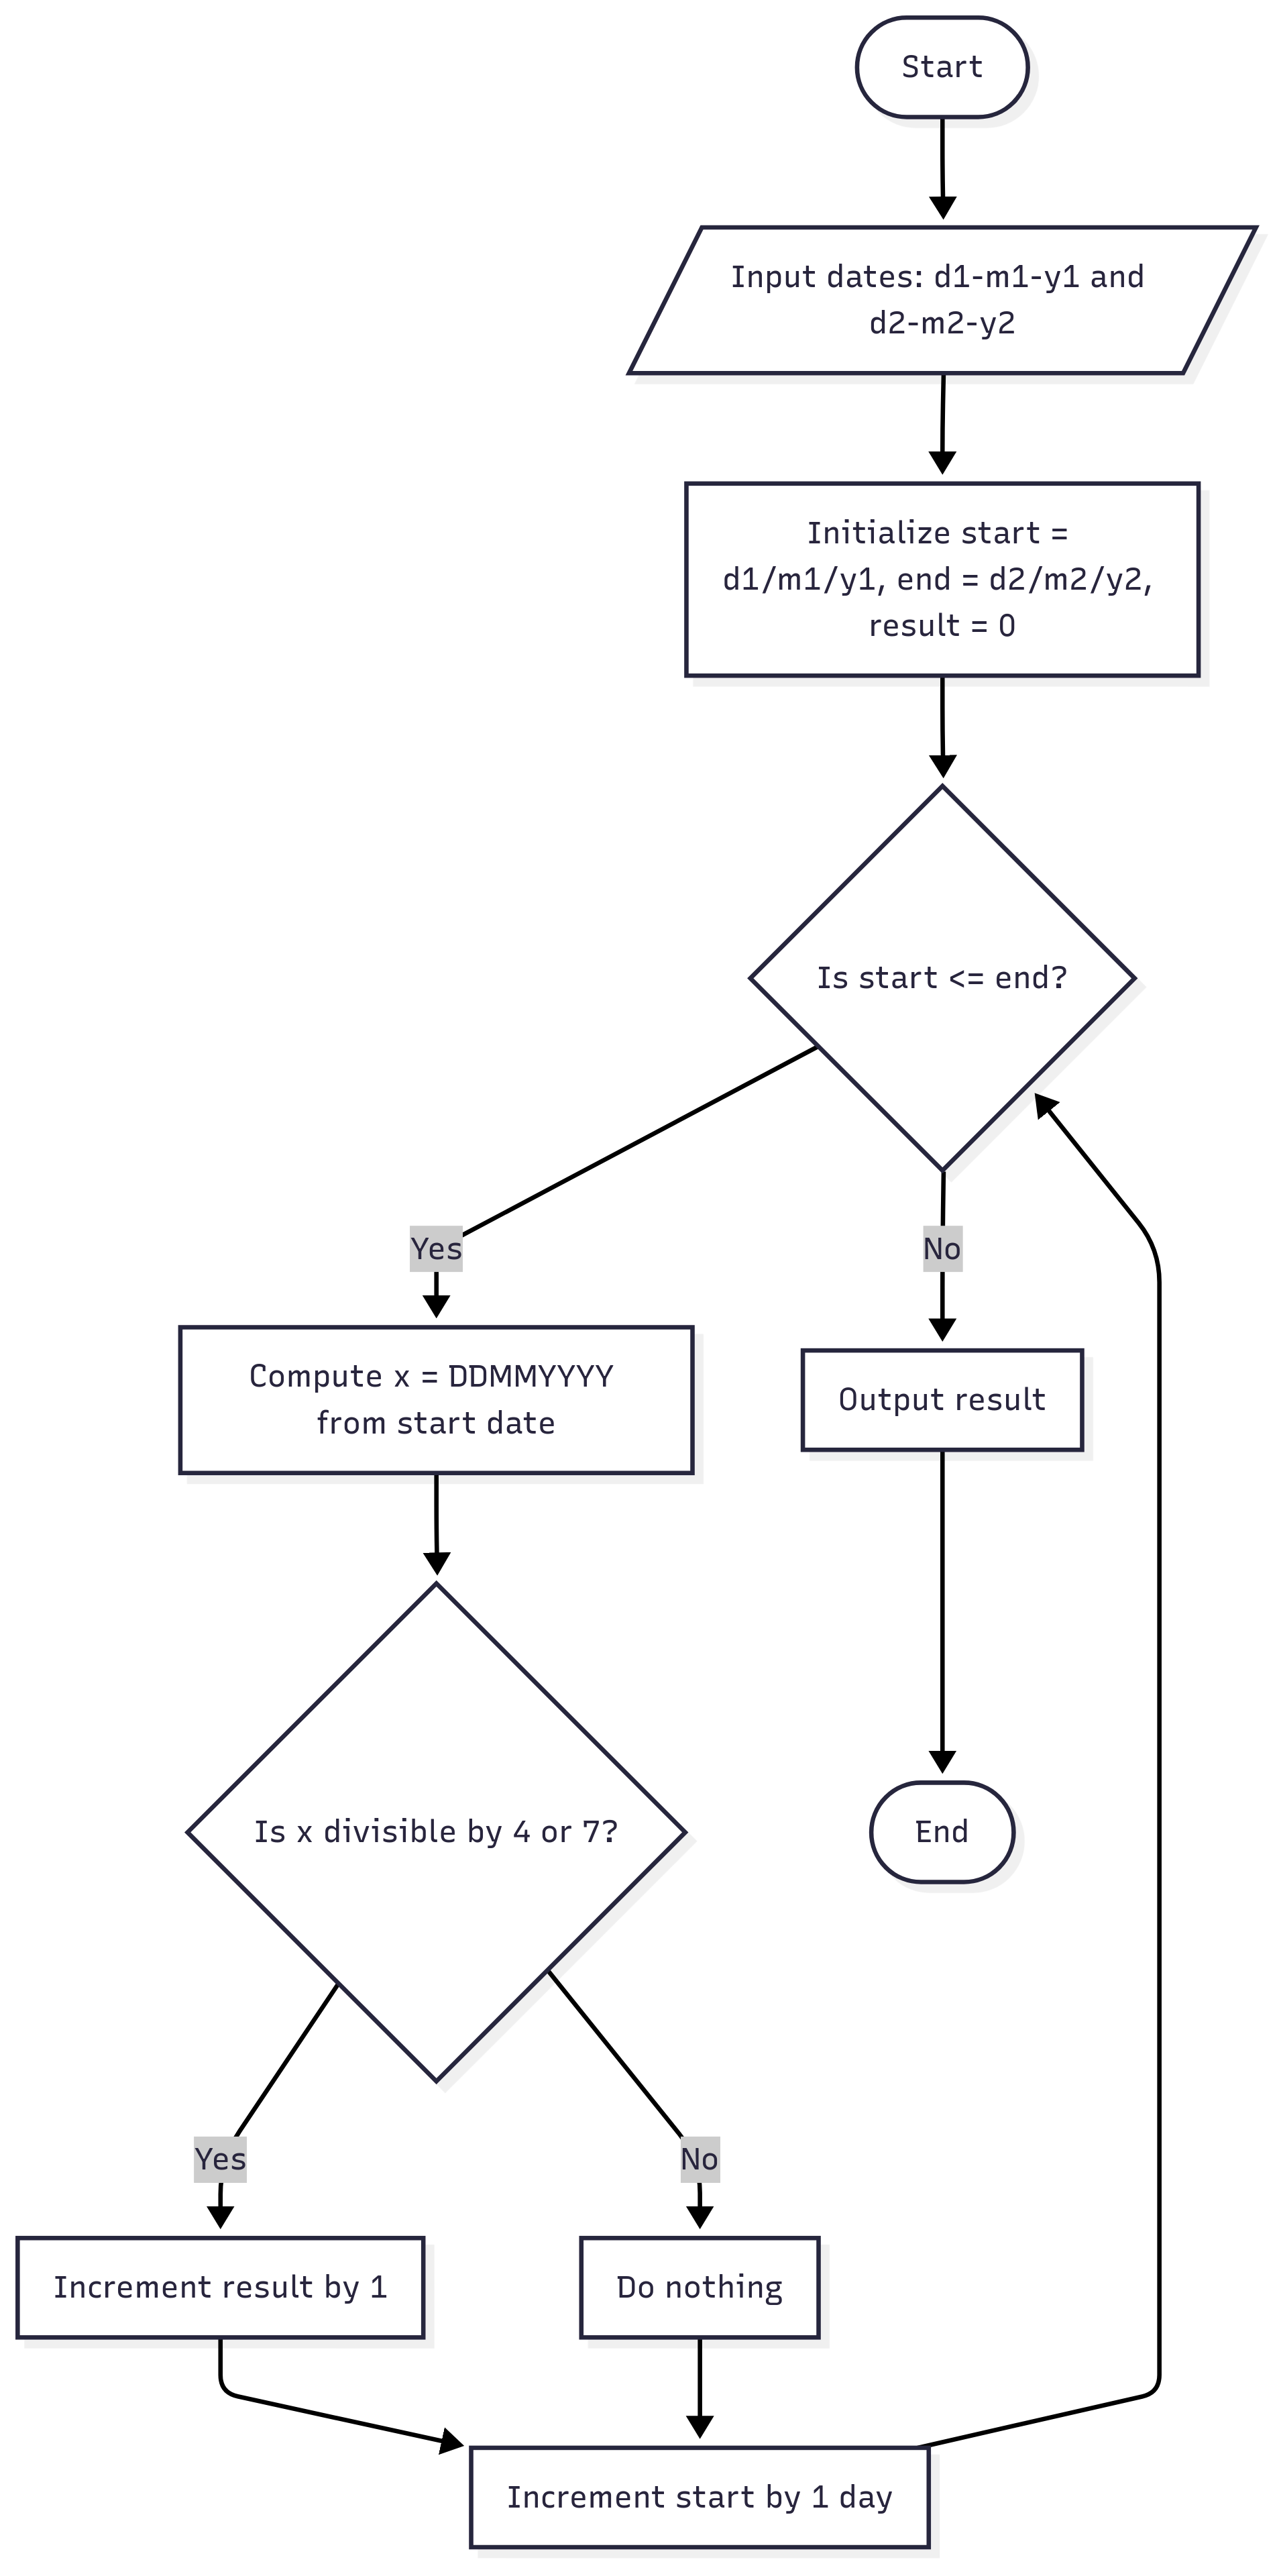 Start
Input dates: d1-m1-y1 and
d2-m2-y2
Initialize start =
d1/m1/y1, end = d2/m2/y2,
result = 0
Is start <= end?
Yes
No
Compute x = DDMMYYYY
from start date
Output result
Is x divisible by 4 or 7?
End
Yes
No
Increment result by 1
Do nothing
Increment start by 1 day